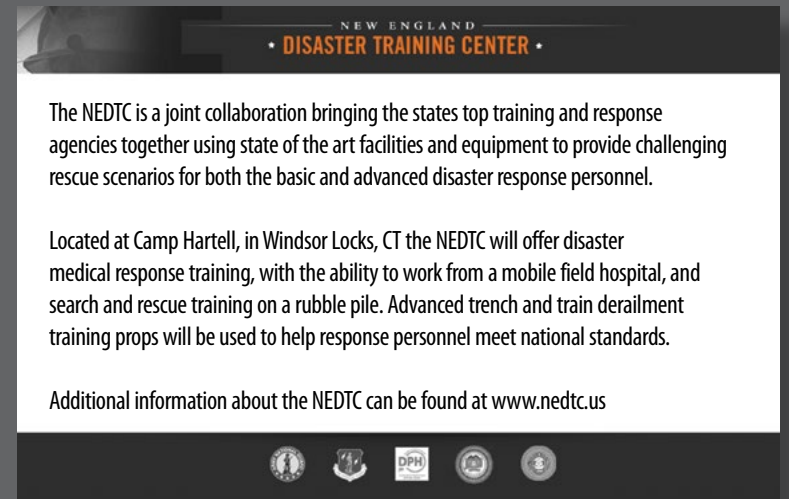 NEW ENGLAND
• DISASTER TRAINING CENTER •
The NEDTC is a joint collaboration bringing the states top training and response
agencies together using state of the art facilities and equipment to provide challenging
rescue scenarios for both the basic and advanced disaster response personnel.
Located at Camp Hartell, in Windsor Locks, CT the NEDTC will offer disaster
medical response training, with the ability to work from a mobile field hospital, and
search and rescue training on a rubble pile. Advanced trench and train derailment
training props will be used to help response personnel meet national standards.
Additional information about the NEDTC can be found at www.nedtc.us
DPH